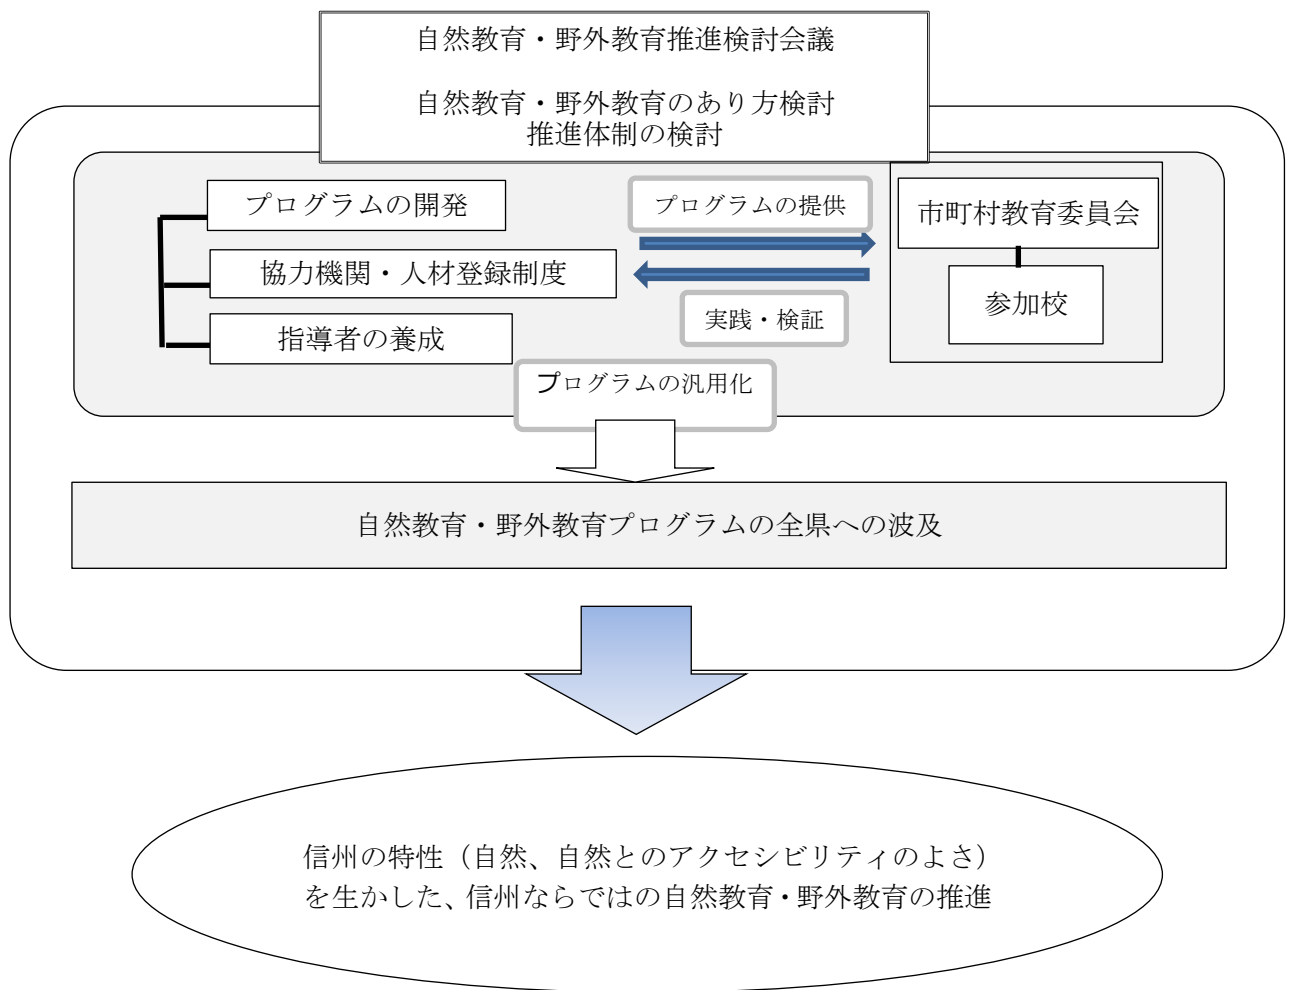 自然教育・野外教育推進検討会議
自然教育・野外教育のあり方検討
推進体制の検討
プログラムの開発
協力機関・人材登録制度
指導者の養成
プログラムの提供
実践・検証
市町村教育委員会
参加校
プログラムの汎用化
自然教育・野外教育プログラムの全県への波及
信州の特性（自然、自然とのアクセシビリティのよさ）
を生かした、信州ならではの自然教育・野外教育の推進